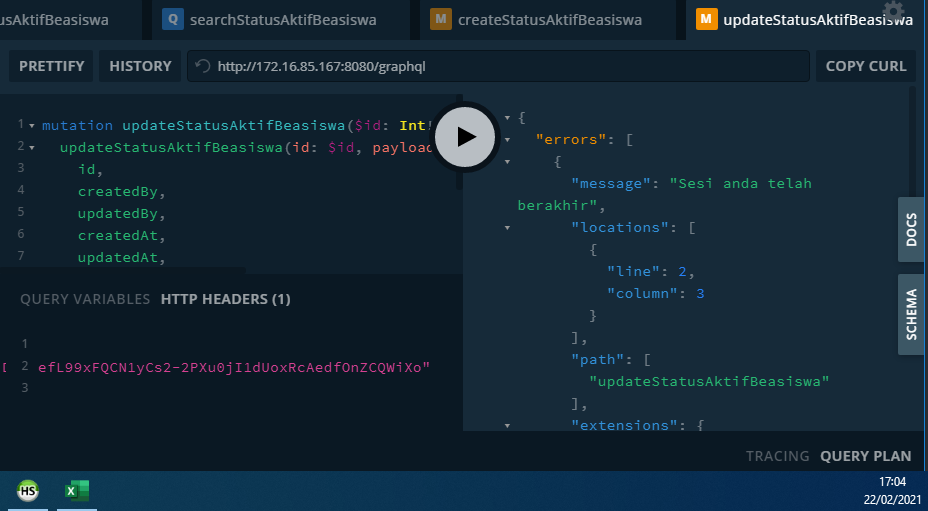 usAktifBeasiswa
Q searchStatusAktifBeasiswa
M createStatusAktifBeasiswa
M updateStatusAktifBeasiswa
PRETTIFY
HISTORY
http://172.16.85.167:8080/graphql
COPY CURL
1 mutation updateStatusAktifBeasiswa($id: Int!
2 updateStatusAktifBeasiswa(id: $id, payload
3 id,
4 createdBy,
5 updatedBy,
6 createdAt,
7 updatedAt,
QUERY VARIABLES HTTP HEADERS (1)
1
2 efL99xFQCN1yCs2-2PXu0jI1dUoxRcAedfOnZCQWiXo"
3
{
"errors": [
{
"message": "Sesi anda telah
berakhir",
"locations": [
{
"line": 2,
"column": 3
}
],
"path": [
"updateStatusAktifBeasiswa"
],
"extensions": {
DOCS
SCHEMA
TRACING QUERY PLAN
HS
X
17:04
22/02/2021